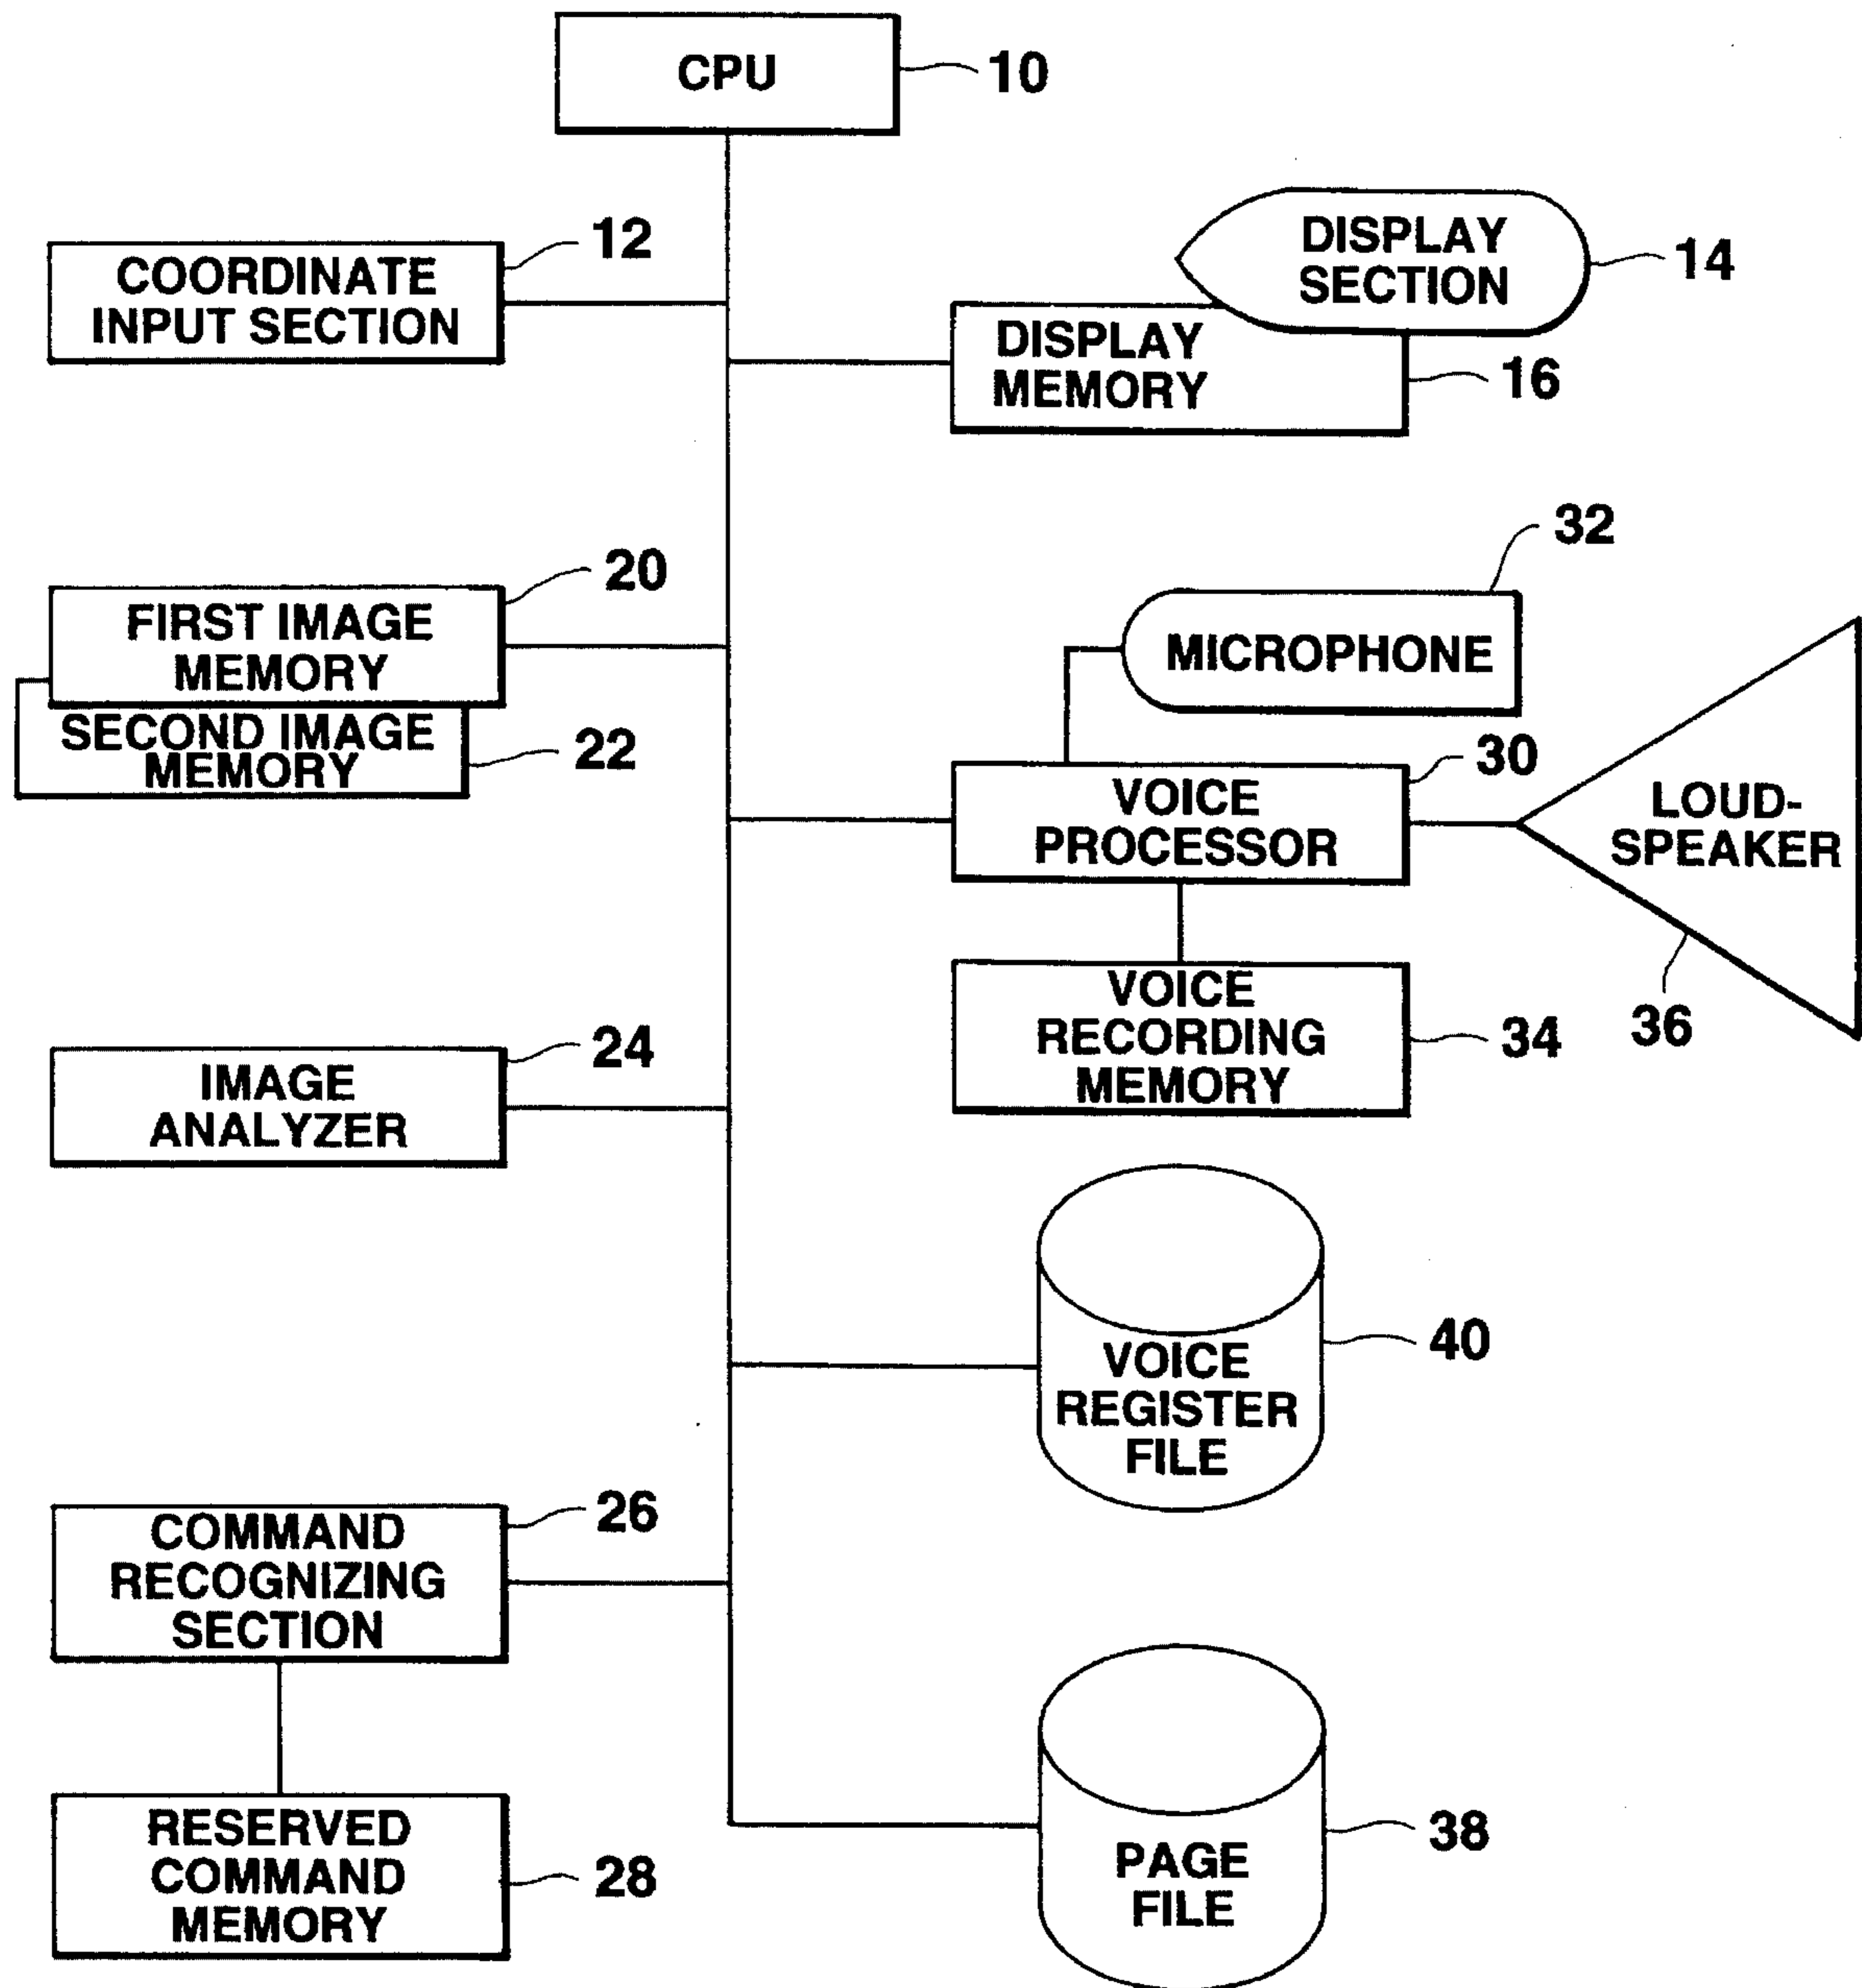 CPU
10
COORDINATE
INPUT SECTION
12
DISPLAY
SECTION
14
DISPLAY
MEMORY
16
FIRST IMAGE
MEMORY
20
SECOND IMAGE
MEMORY
22
MICROPHONE
32
VOICE
PROCESSOR
30
LOUD-
SPEAKER
36
VOICE
RECORDING
MEMORY
34
IMAGE
ANALYZER
24
VOICE
REGISTER
FILE
40
COMMAND
RECOGNIZING
SECTION
26
RESERVED
COMMAND
MEMORY
28
PAGE
FILE
38